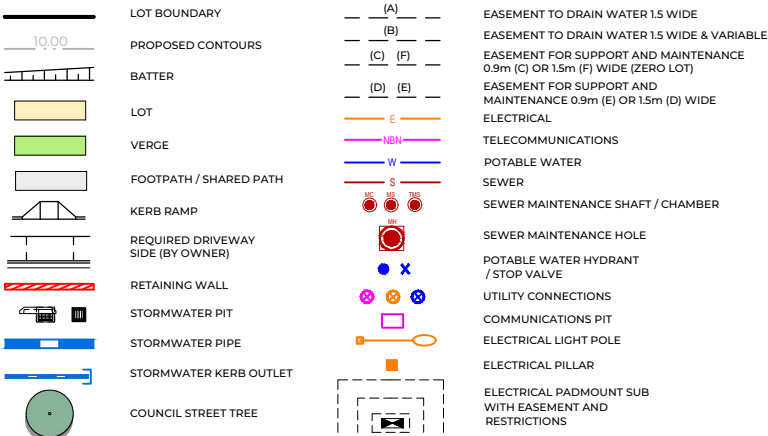 LOT BOUNDARY
10.00
PROPOSED CONTOURS
BATTER
LOT
VERGE
FOOTPATH / SHARED PATH
KERB RAMP
REQUIRED DRIVEWAY
SIDE (BY OWNER)
RETAINING WALL
STORMWATER PIT
STORMWATER PIPE
STORMWATER KERB OUTLET
COUNCIL STREET TREE
(A)
EASEMENT TO DRAIN WATER 1.5 WIDE
(B)
EASEMENT TO DRAIN WATER 1.5 WIDE & VARIABLE
(C) (F)
EASEMENT FOR SUPPORT AND MAINTENANCE
0.9m (C) OR 1.5m (F) WIDE (ZERO LOT)
(D) (E)
EASEMENT FOR SUPPORT AND
MAINTENANCE 0.9m (E) OR 1.5m (D) WIDE
E
ELECTRICAL
NBN
TELECOMMUNICATIONS
W
POTABLE WATER
S
SEWER
MC MS TMS
SEWER MAINTENANCE SHAFT / CHAMBER
MH
SEWER MAINTENANCE HOLE
POTABLE WATER HYDRANT
/ STOP VALVE
UTILITY CONNECTIONS
COMMUNICATIONS PIT
ELECTRICAL LIGHT POLE
ELECTRICAL PILLAR
ELECTRICAL PADMOUNT SUB
WITH EASEMENT AND
RESTRICTIONS